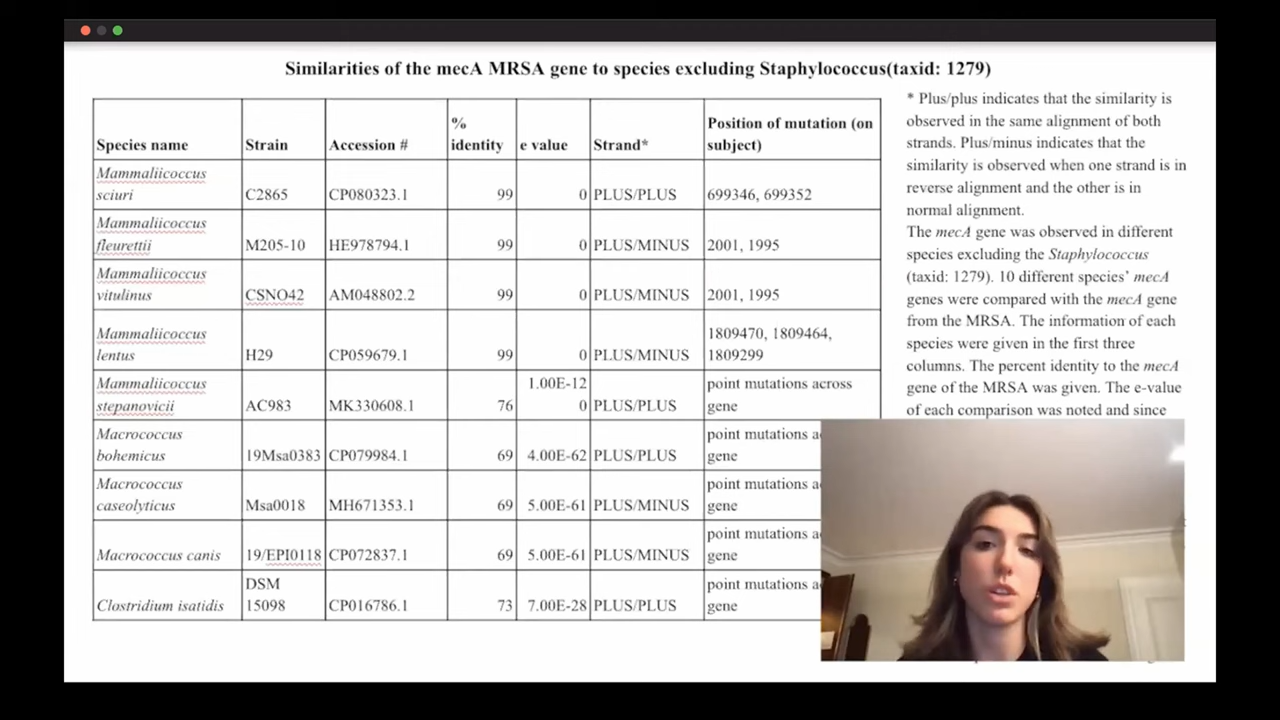 Similarities of the mecA MRSA gene to species excluding Staphylococcus(taxid: 1279)
Species name Strain Accession # % identity e value Strand* Position of mutation (on subject)
Mammaliicoccus sciuri C2865 CP080323.1 99 0 PLUS/PLUS 699346, 699352
Mammaliicoccus fleurettii M205-10 HE978794.1 99 0 PLUS/MINUS 2001, 1995
Mammaliicoccus vitulinus CSNO42 AM048802.2 99 0 PLUS/MINUS 2001, 1995
Mammaliicoccus lentus H29 CP059679.1 99 0 PLUS/MINUS 1809470, 1809464, 1809299
Mammaliicoccus stepanovicii AC983 MK330608.1 76 1.00E-120 PLUS/PLUS point mutations across gene
Macrococcus bohemicus 19Msa0383 CP079984.1 69 4.00E-62 PLUS/PLUS point mutations a gene
Macrococcus caseolyticus Msa0018 MH671353.1 69 5.00E-61 PLUS/MINUS point mutations a gene
Macrococcus canis 19/EPI0118 CP072837.1 69 5.00E-61 PLUS/MINUS point mutations a gene
Clostridium isatidis DSM 15098 CP016786.1 73 7.00E-28 PLUS/PLUS point mutations a gene
* Plus/plus indicates that the similarity is
observed in the same alignment of both
strands. Plus/minus indicates that the
similarity is observed when one strand is in
reverse alignment and the other is in
normal alignment.
The mecA gene was observed in different
species excluding the Staphylococcus
(taxid: 1279). 10 different species' mecA
genes were compared with the mecA gene
from the MRSA. The information of each
species were given in the first three
columns. The percent identity to the mecA
gene of the MRSA was given. The e-value
of each comparison was noted and since